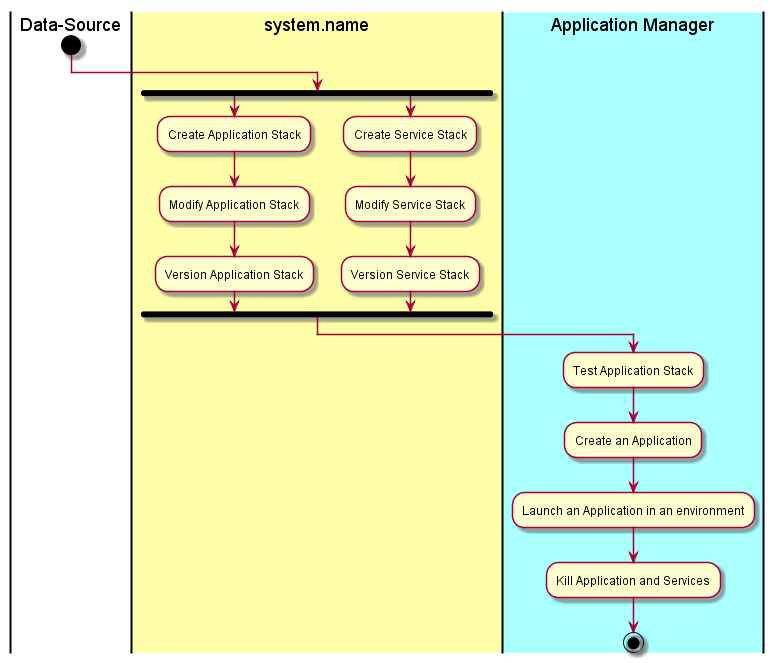 Data-Source
system.name
Application Manager
Create Application Stack
Create Service Stack
Modify Application Stack
Modify Service Stack
Version Application Stack
Version Service Stack
Test Application Stack
Create an Application
Launch an Application in an environment
Kill Application and Services